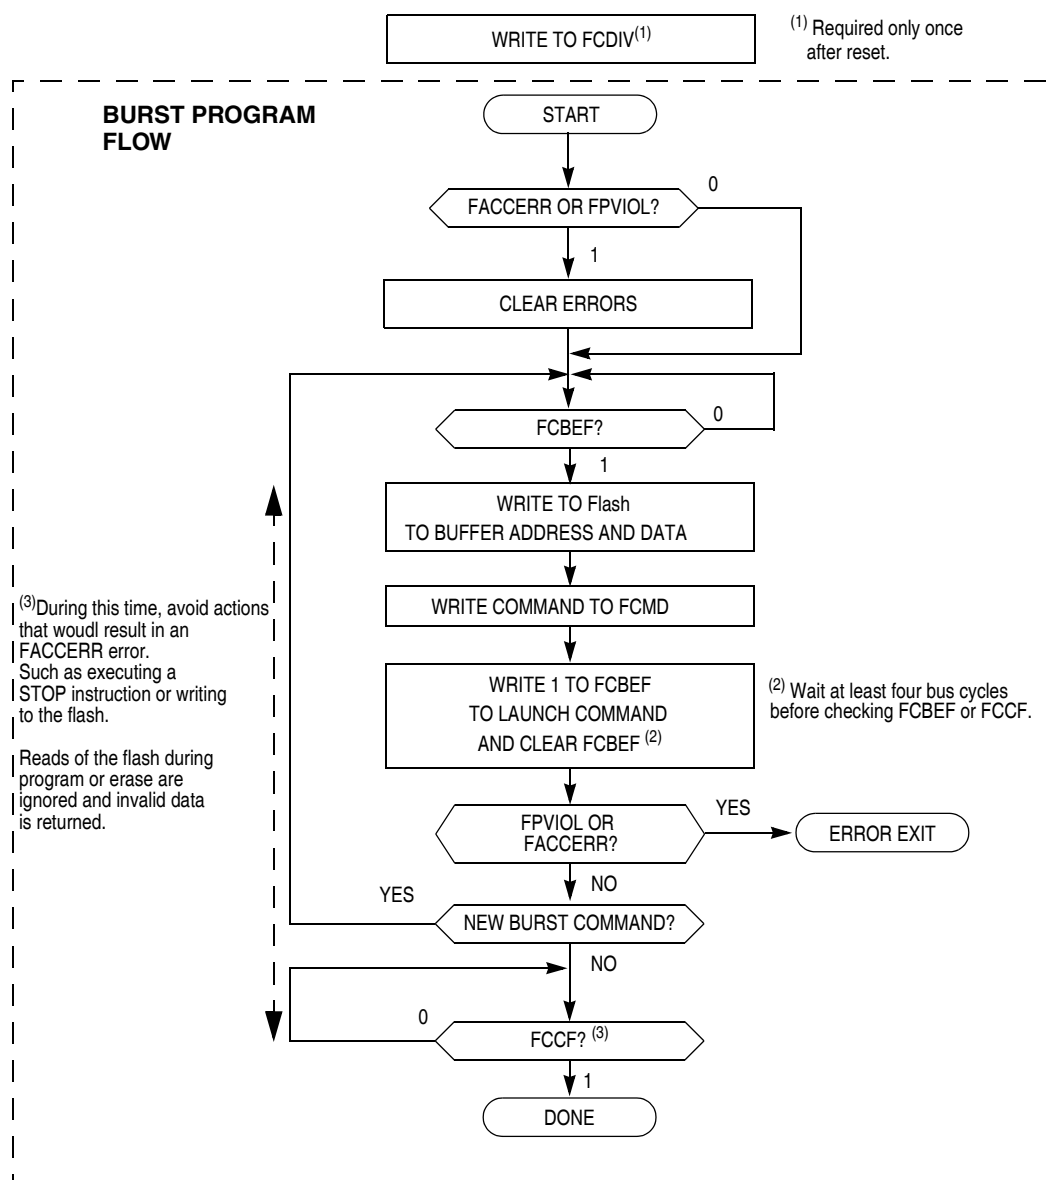 WRITE TO FCDIV(1)
(1) Required only once
after reset.
BURST PROGRAM
FLOW
START
0
FACCERR OR FPVIOL?
1
CLEAR ERRORS
0
FCBEF?
1
WRITE TO Flash
TO BUFFER ADDRESS AND DATA
(3)During this time, avoid actions
that woudl result in an
FACCERR error.
Such as executing a
STOP instruction or writing
to the flash.
Reads of the flash during
program or erase are
ignored and invalid data
is returned.
WRITE COMMAND TO FCMD
WRITE 1 TO FCBEF
TO LAUNCH COMMAND
AND CLEAR FCBEF (2)
(2) Wait at least four bus cycles
before checking FCBEF or FCCF.
FPVIOL OR
FACCERR?
YES
ERROR EXIT
NO
YES
NEW BURST COMMAND?
NO
0
FCCF? (3)
1
DONE